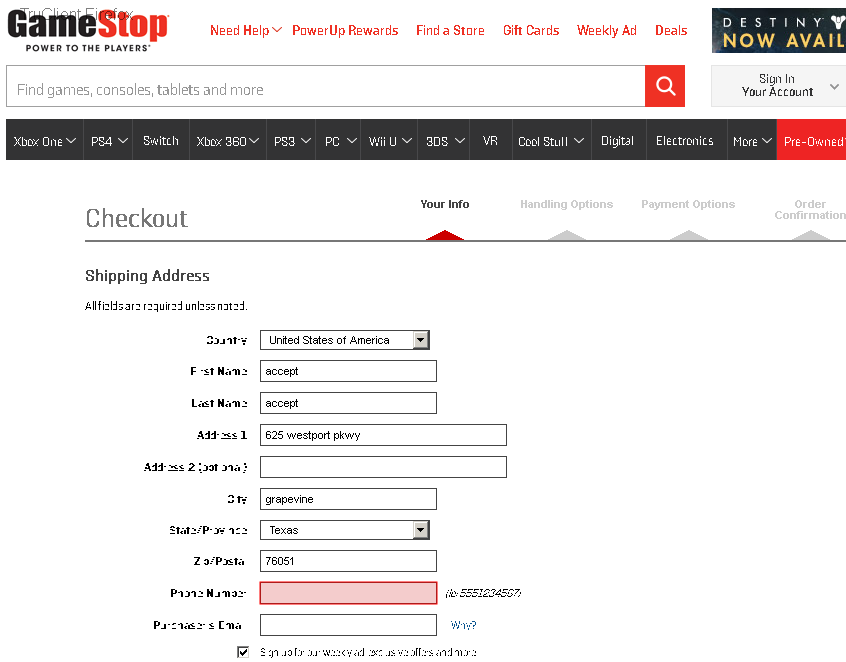 TruClient Firefox
GameStop
POWER TO THE PLAYERS
Need Help PowerUp Rewards Find a Store Gift Cards Weekly Ad Deals
DESTINY
NOW AVAIL
Find games, consoles, tablets and more
Sign In
Your Account
Xbox One PS4 Switch Xbox 360 PS3 PC Wii U 3DS VR Cool Stuff Digital Electronics More Pre-Owned
Checkout
Your Info Handling Options Payment Options Order
Confirmation
Shipping Address
All fields are required unless noted.
Country United States of America
First Name accept
Last Name accept
Address 1 625 westport pkwy
Address 2 (optional)
City grapevine
State/Province Texas
Zip/Postal 76051
Phone Number (ie. 5551234567)
Purchaser's Email Why?
Sign up for our weekly ad, exclusive offers and more